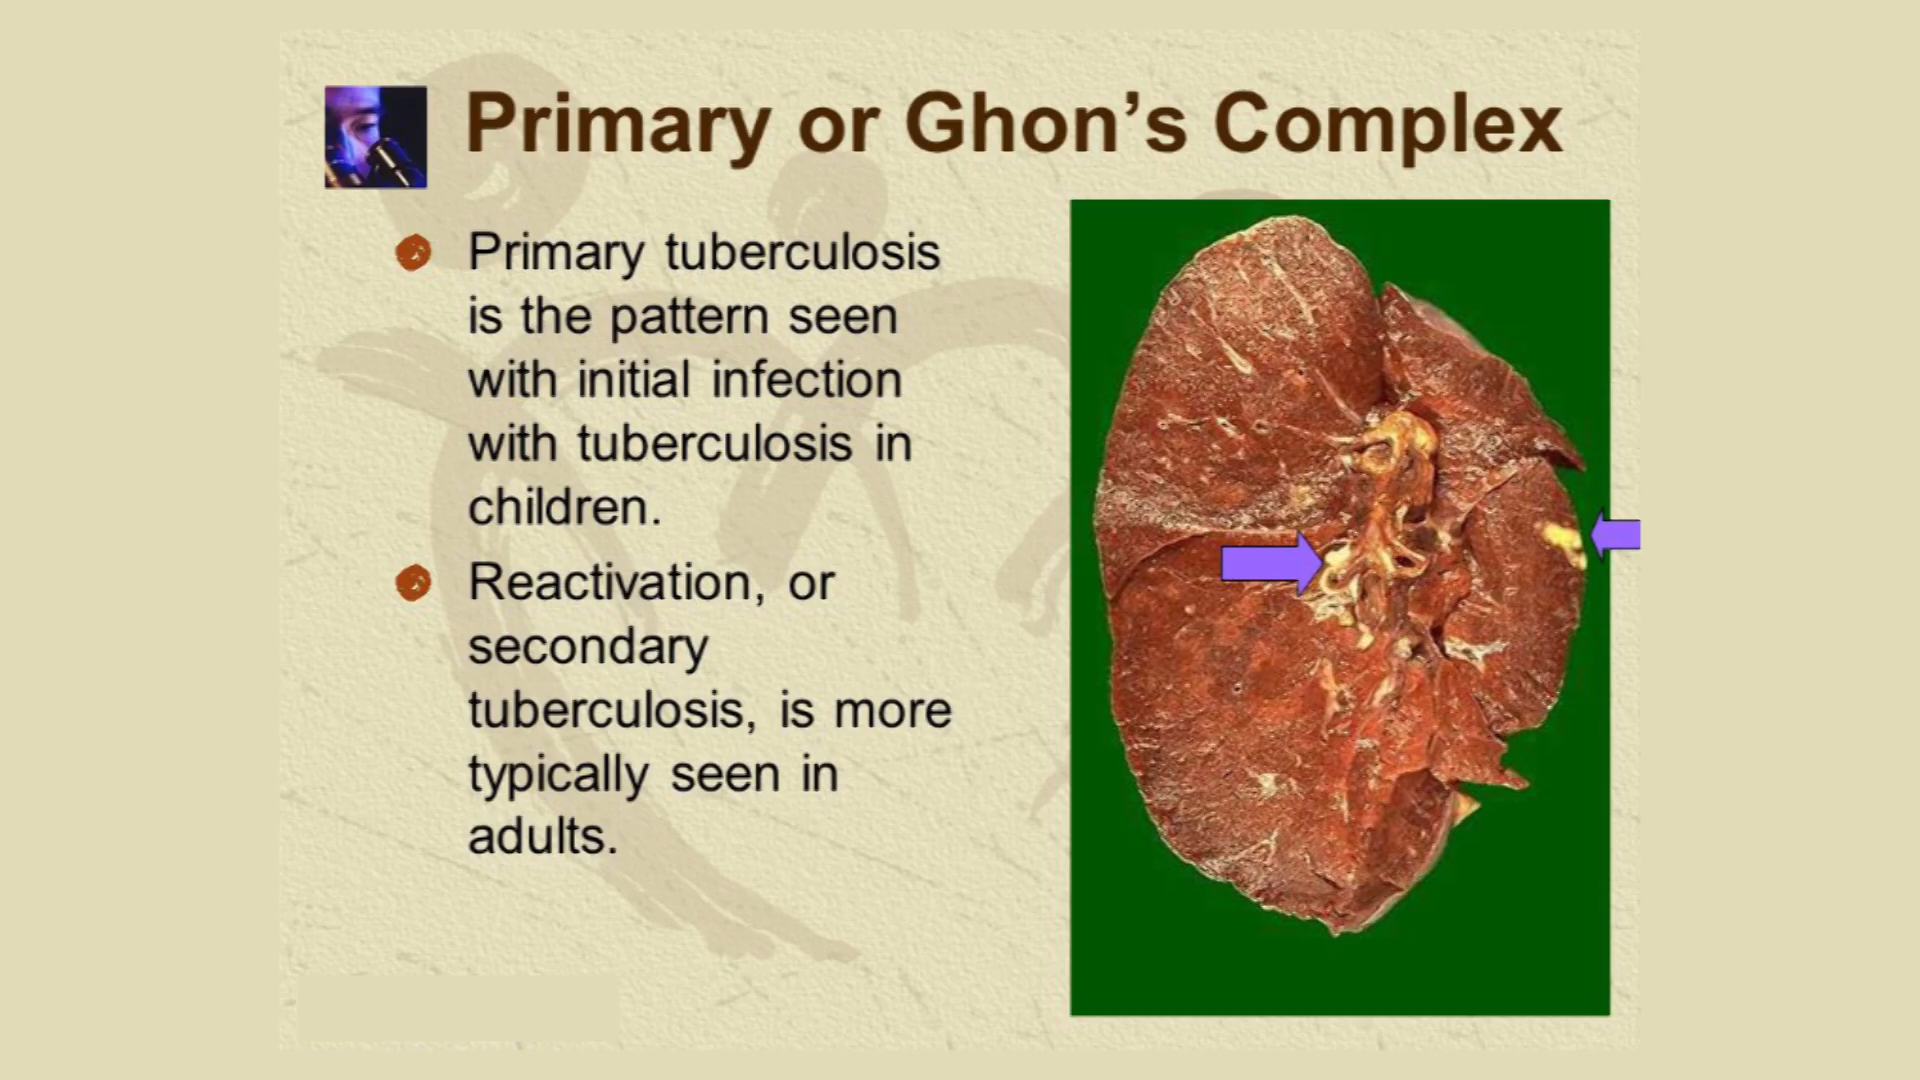 Primary or Ghon’s Complex
Primary tuberculosis
is the pattern seen
with initial infection
with tuberculosis in
children.
Reactivation, or
secondary
tuberculosis, is more
typically seen in
adults.